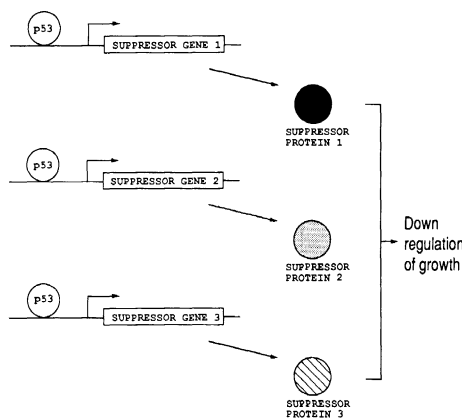 p53
SUPPRESSOR GENE 1
SUPPRESSOR
PROTEIN 1
p53
SUPPRESSOR GENE 2
SUPPRESSOR
PROTEIN 2
Down
regulation
of growth
p53
SUPPRESSOR GENE 3
SUPPRESSOR
PROTEIN 3